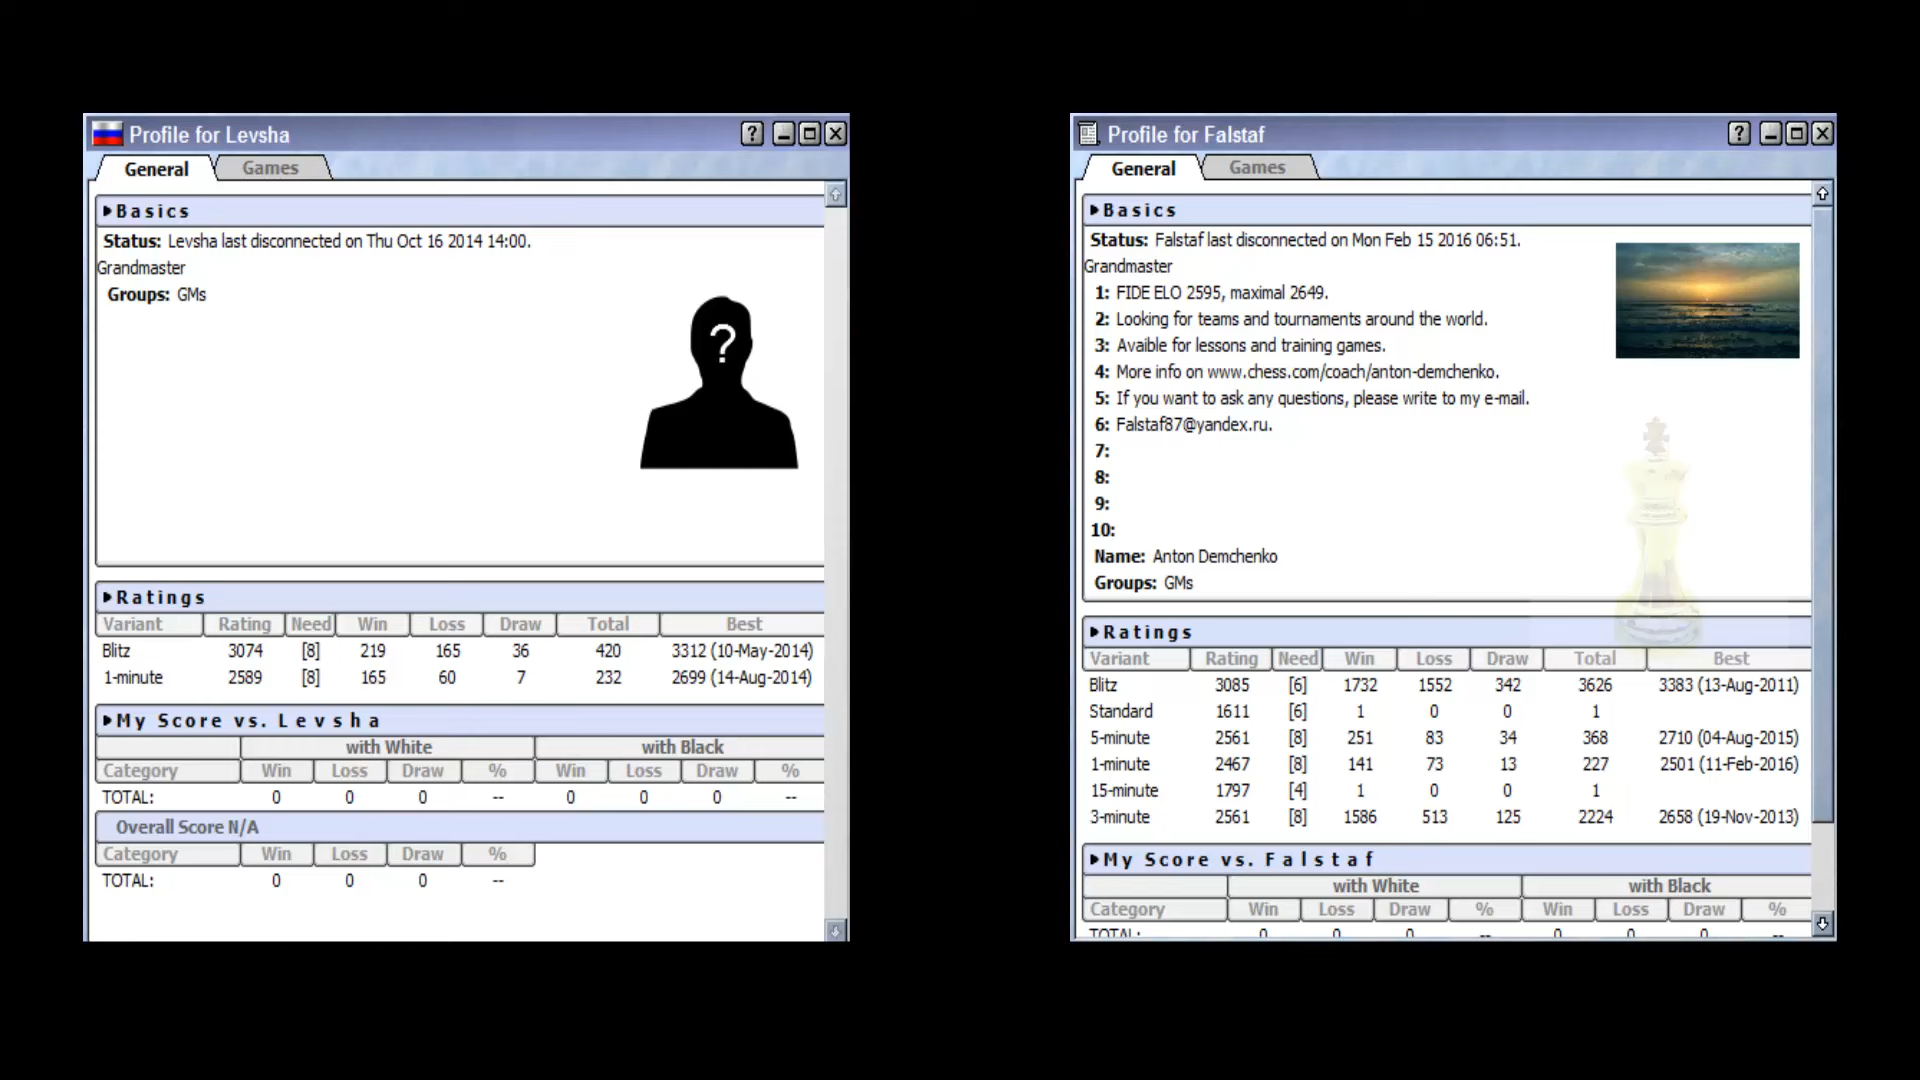 Profile for Levsha
General Games
Basics
Status: Levsha last disconnected on Thu Oct 16 2014 14:00.
Grandmaster
Groups: GMs
?
Ratings
Variant Rating Need Win Loss Draw Total Best
Blitz 3074 [8] 219 165 36 420 3312 (10-May-2014)
1-minute 2589 [8] 165 60 7 232 2699 (14-Aug-2014)
My Score vs. Levsha
with White with Black
Category Win Loss Draw % Win Loss Draw %
TOTAL: 0 0 0 -- 0 0 0 --
Overall Score N/A
Category Win Loss Draw %
TOTAL: 0 0 0 --
Profile for Falstaf
General Games
Basics
Status: Falstaf last disconnected on Mon Feb 15 2016 06:51.
Grandmaster
1: FIDE ELO 2595, maximal 2649.
2: Looking for teams and tournaments around the world.
3: Avaible for lessons and training games.
4: More info on www.chess.com/coach/anton-demchenko.
5: If you want to ask any questions, please write to my e-mail.
6: Falstaf87@yandex.ru.
7:
8:
9:
10:
Name: Anton Demchenko
Groups: GMs
Ratings
Variant Rating Need Win Loss Draw Total Best
Blitz 3085 [6] 1732 1552 342 3626 3383 (13-Aug-2011)
Standard 1611 [6] 1 0 0 1
5-minute 2561 [8] 251 83 34 368 2710 (04-Aug-2015)
1-minute 2467 [8] 141 73 13 227 2501 (11-Feb-2016)
15-minute 1797 [4] 1 0 0 1
3-minute 2561 [8] 1586 513 125 2224 2658 (19-Nov-2013)
My Score vs. Falstaf
with White with Black
Category Win Loss Draw % Win Loss Draw %
TOTAL: 0 0 0 -- 0 0 0 --